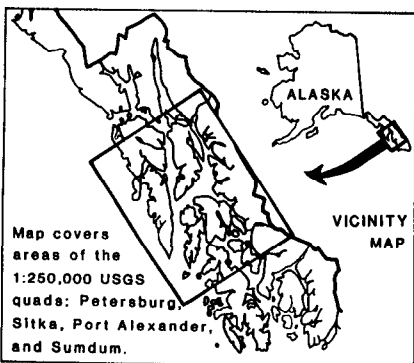 ALASKA
VICINITY
MAP
Map covers
areas of the
1:250,000 USGS
quads: Petersburg,
Sitka, Port Alexander,
and Sumdum.